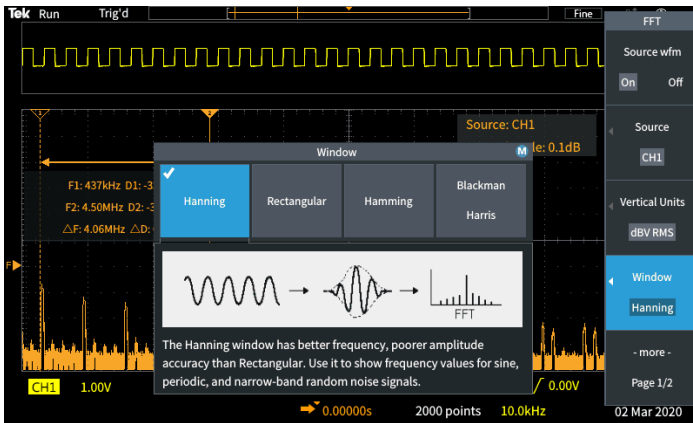 Tek Run Trig'd Fine
FFT
Source wfm
On Off
Source
CH1
Vertical Units
dBV RMS
Window
Hanning
- more -
Page 1/2
Source: CH1
le: 0.1dB
F1: 437kHz D1: -3
F2: 4.50MHz D2: -3
△F: 4.06MHz △D:
Window M
Hanning
Rectangular
Hamming
Blackman
Harris
FFT
The Hanning window has better frequency, poorer amplitude
accuracy than Rectangular. Use it to show frequency values for sine,
periodic, and narrow-band random noise signals.
F
CH1 1.00V
0.00V
0.00000s 2000 points 10.0kHz 02 Mar 2020